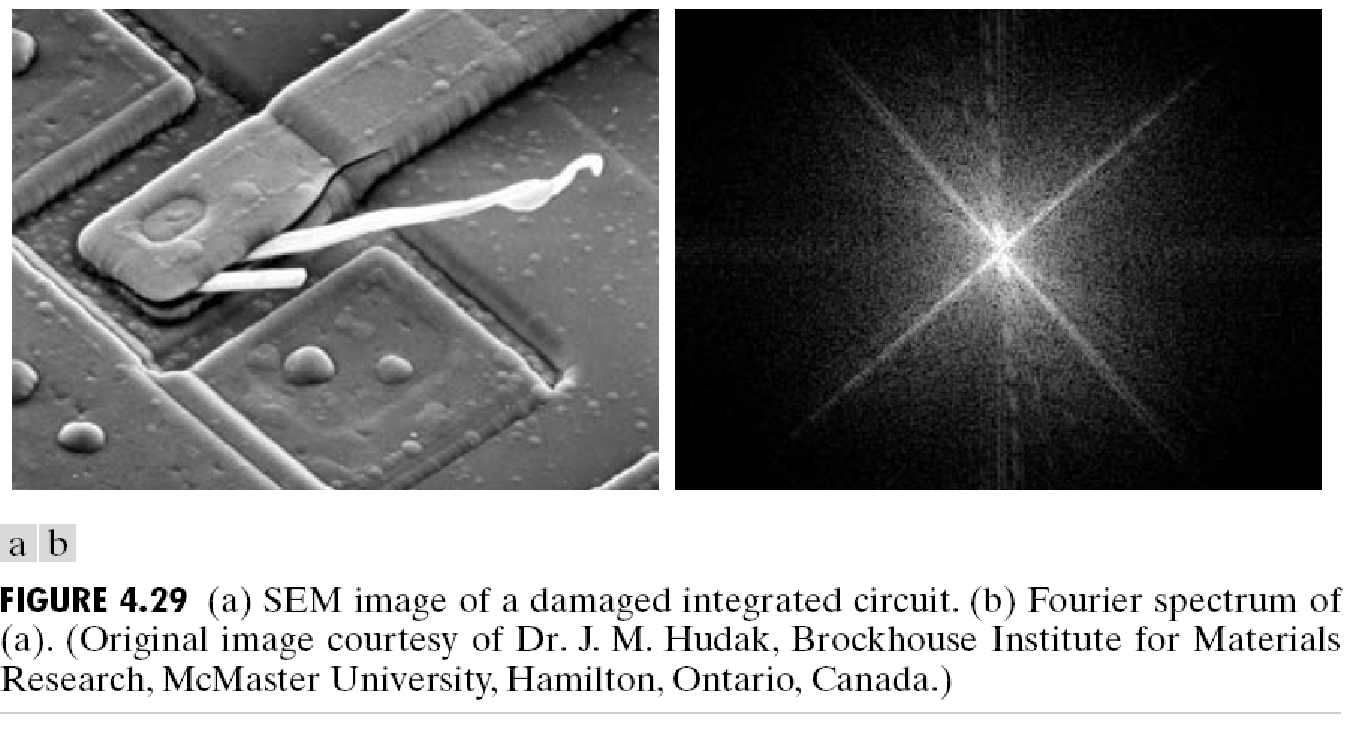 a b
FIGURE 4.29 (a) SEM image of a damaged integrated circuit. (b) Fourier spectrum of
(a). (Original image courtesy of Dr. J. M. Hudak, Brockhouse Institute for Materials
Research, McMaster University, Hamilton, Ontario, Canada.)